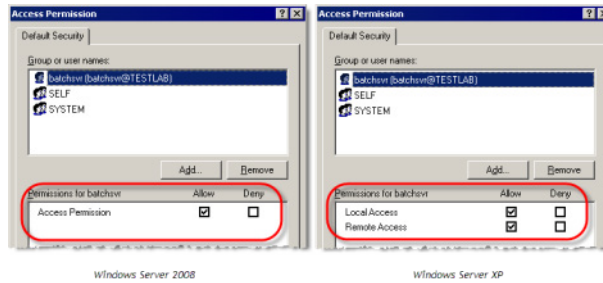 Access Permission
Default Security
Group or user names:
batchsvr (batchsvr@TESTLAB)
SELF
SYSTEM
Add...
Remove
Permissions for batchsvr
Allow
Deny
Access Permission
Windows Server 2008
Access Permission
Default Security
Group or user names:
batchsvr (batchsvr@TESTLAB)
SELF
SYSTEM
Add...
Remove
Permissions for batchsvr
Allow
Deny
Local Access
Remote Access
Windows Server XP